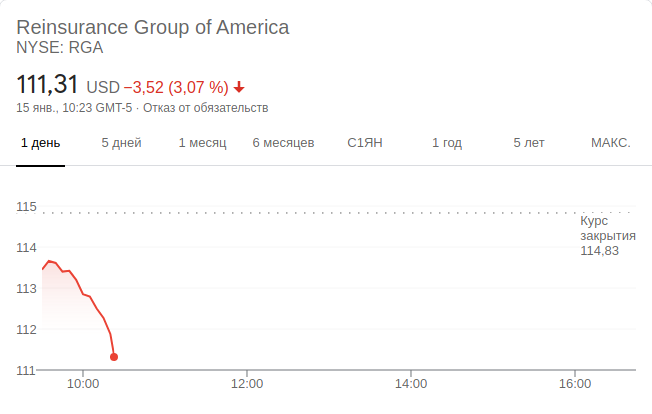 Reinsurance Group of America
NYSE: RGA
111,31 USD −3,52 (3,07 %)
15 янв., 10:23 GMT-5 · Отказ от обязательств
1 день 5 дней 1 месяц 6 месяцев С1ЯН 1 год 5 лет МАКС.
115
Курс
закрытия
114,83
114
113
112
111
10:00 12:00 14:00 16:00